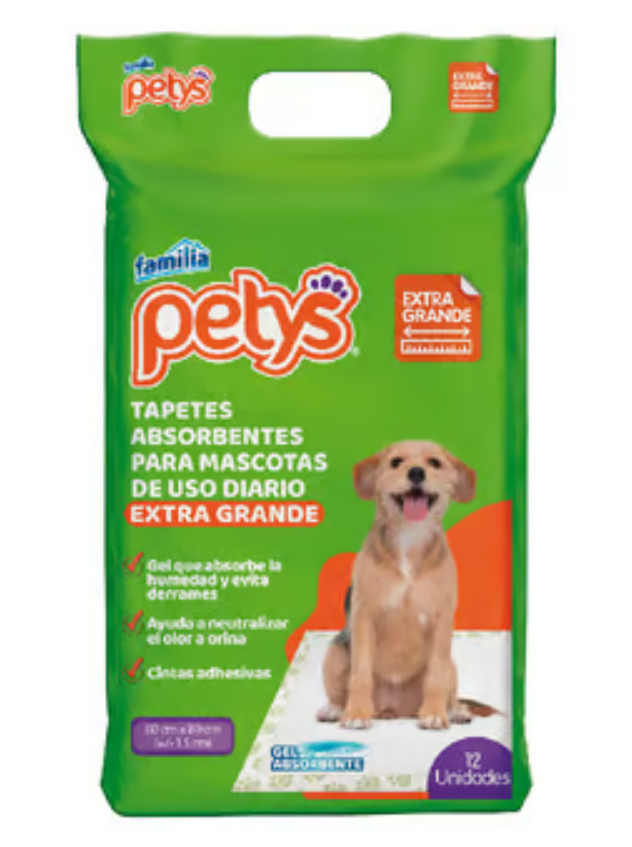 familia
petys
EXTRA
GRANDE
familia
petys
EXTRA
GRANDE
TAPETES
ABSORBENTES
PARA MASCOTAS
DE USO DIARIO
EXTRA GRANDE
Gel que absorbe la
humedad y evita
derrames
Ayuda a neutralizar
el olor a orina
Cintas adhesivas
GEL
ABSORBENTE
12
Unidades